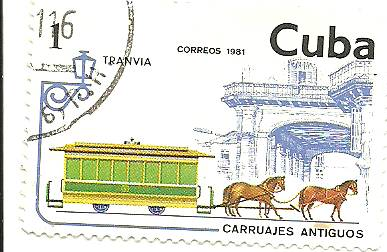 1
TRANVIA
CORREOS 1981
Cuba
CARRUAJES ANTIGUOS